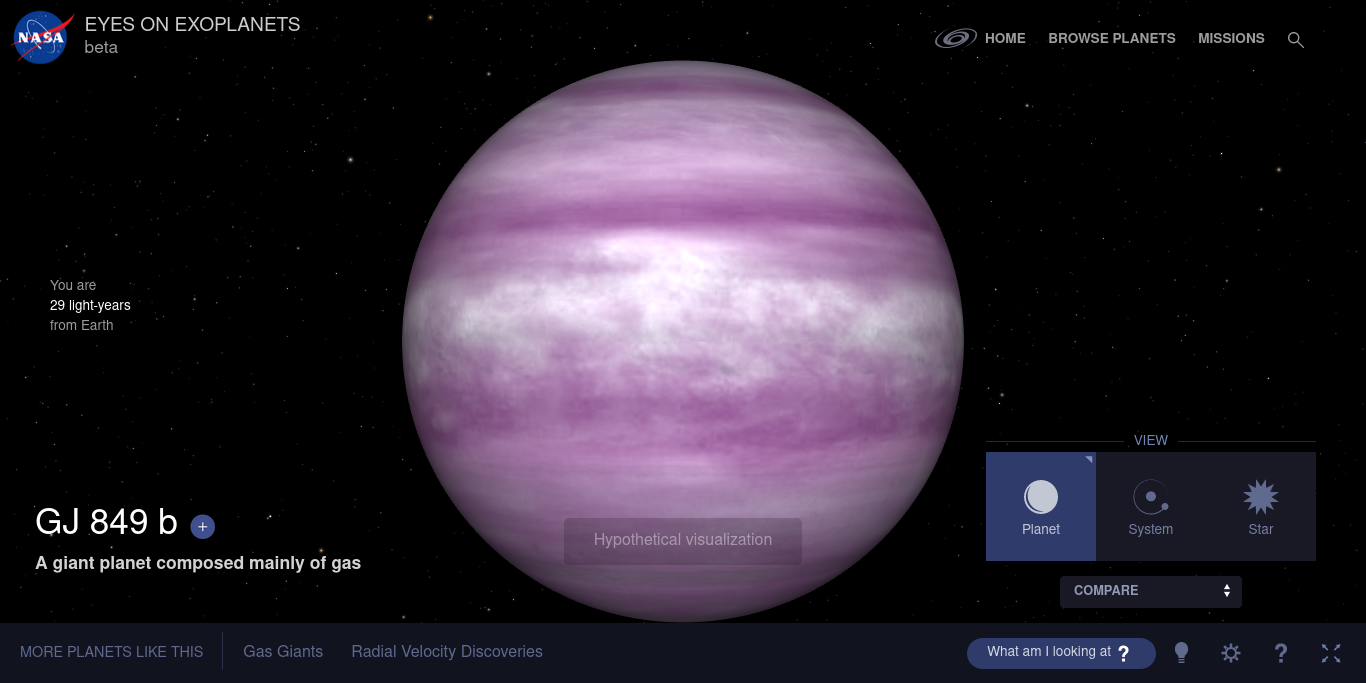 NASA
EYES ON EXOPLANETS
beta
HOME
BROWSE PLANETS
MISSIONS
You are
29 light-years
from Earth
VIEW
Planet
System
Star
COMPARE
GJ 849 b +
A giant planet composed mainly of gas
Hypothetical visualization
MORE PLANETS LIKE THIS
Gas Giants
Radial Velocity Discoveries
What am I looking at ?
?